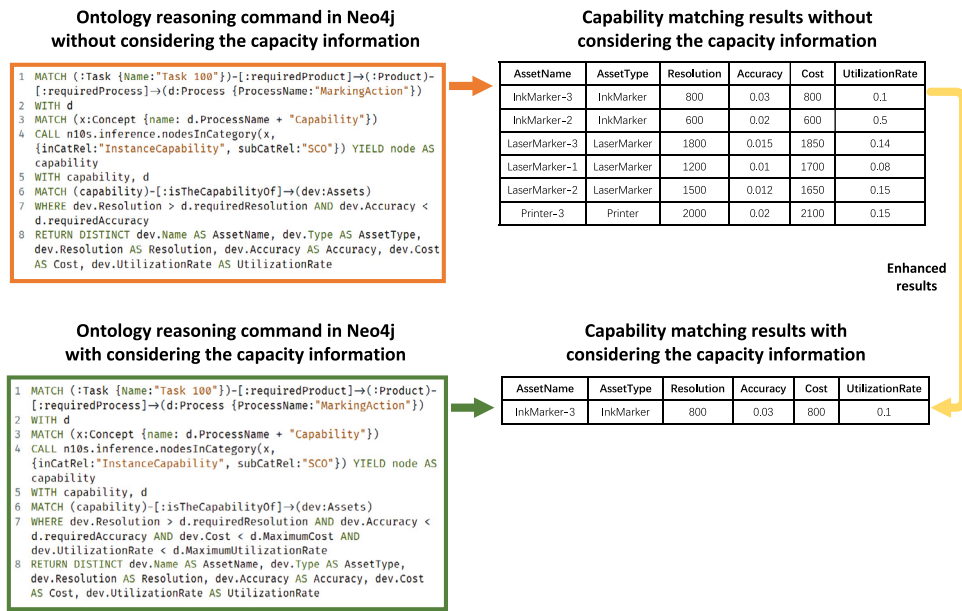 Ontology reasoning command in Neo4j
without considering the capacity information
1 MATCH (:Task {Name:"Task 100"})-[:requiredProduct]→(:Product)-
[:requiredProcess]→(d:Process {ProcessName:"MarkingAction"})
2 WITH d
3 MATCH (x:Concept {name: d.ProcessName + "Capability"})
4 CALL n10s.inference.nodesInCategory(x,
{inCatRel:"InstanceCapability", subCatRel:"SCO"}) YIELD node AS
capability
5 WITH capability, d
6 MATCH (capability)-[:isTheCapabilityOf]→(dev:Assets)
7 WHERE dev.Resolution > d.requiredResolution AND dev.Accuracy <
d.requiredAccuracy
8 RETURN DISTINCT dev.Name AS AssetName, dev.Type AS AssetType,
dev.Resolution AS Resolution, dev.Accuracy AS Accuracy, dev.Cost
AS Cost, dev.UtilizationRate AS UtilizationRate
Capability matching results without
considering the capacity information
AssetName AssetType Resolution Accuracy Cost UtilizationRate
InkMarker-3 InkMarker 800 0.03 800 0.1
InkMarker-2 InkMarker 600 0.02 600 0.5
LaserMarker-3 LaserMarker 1800 0.015 1850 0.14
LaserMarker-1 LaserMarker 1200 0.01 1700 0.08
LaserMarker-2 LaserMarker 1500 0.012 1650 0.15
Printer-3 Printer 2000 0.02 2100 0.15
Enhanced
results
Ontology reasoning command in Neo4j
with considering the capacity information
1 MATCH (:Task {Name:"Task 100"})-[:requiredProduct]→(:Product)-
[:requiredProcess]→(d:Process {ProcessName:"MarkingAction"})
2 WITH d
3 MATCH (x:Concept {name: d.ProcessName + "Capability"})
4 CALL n10s.inference.nodesInCategory(x,
{inCatRel:"InstanceCapability", subCatRel:"SCO"}) YIELD node AS
capability
5 WITH capability, d
6 MATCH (capability)-[:isTheCapabilityOf]→(dev:Assets)
7 WHERE dev.Resolution > d.requiredResolution AND dev.Accuracy <
d.requiredAccuracy AND dev.Cost < d.MaximumCost AND
dev.UtilizationRate < d.MaximumUtilizationRate
8 RETURN DISTINCT dev.Name AS AssetName, dev.Type AS AssetType,
dev.Resolution AS Resolution, dev.Accuracy AS Accuracy, dev.Cost
AS Cost, dev.UtilizationRate AS UtilizationRate
Capability matching results with
considering the capacity information
AssetName AssetType Resolution Accuracy Cost UtilizationRate
InkMarker-3 InkMarker 800 0.03 800 0.1